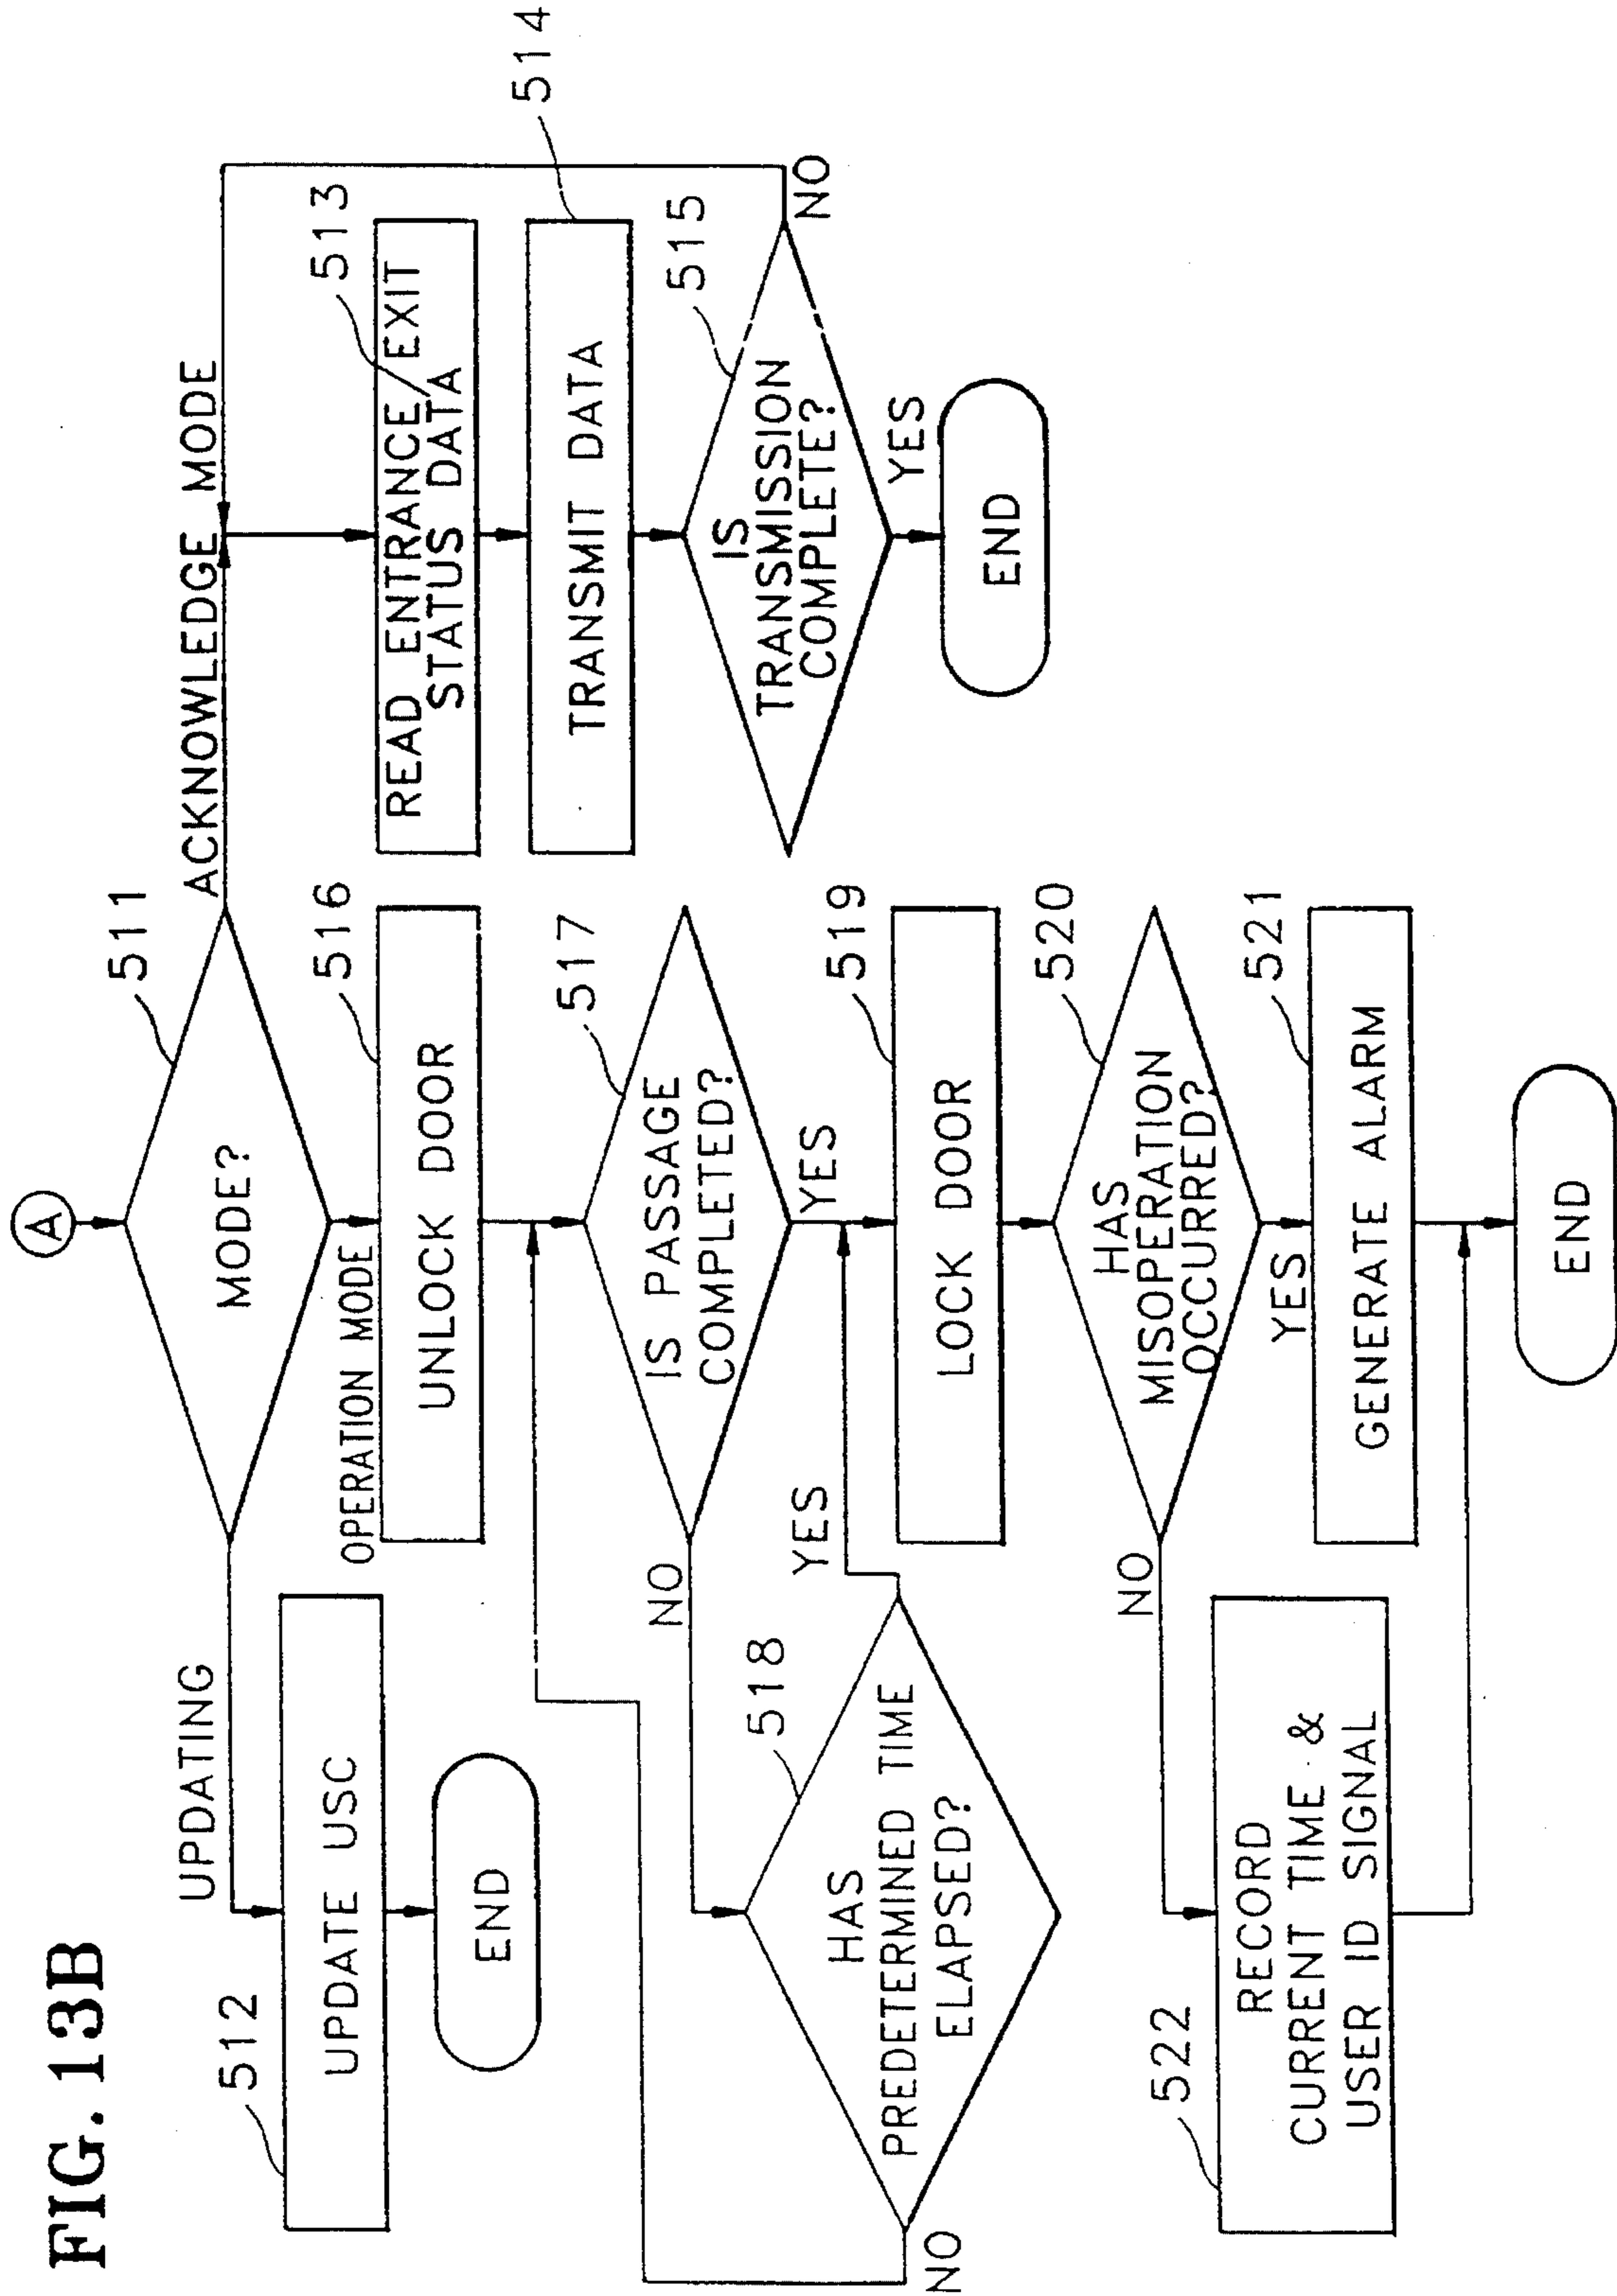 FIG. 13B
A
MODE?
511
UPDATING
OPERATION MODE
ACKNOWLEDGE MODE
512
UPDATE USC
END
516
UNLOCK DOOR
513
READ ENTRANCE/EXIT
STATUS DATA
514
TRANSMIT DATA
515
IS
TRANSMISSION
COMPLETE?
NO
YES
END
517
IS PASSAGE
COMPLETED?
NO
YES
518
HAS
PREDETERMINED TIME
ELAPSED?
YES
NO
519
LOCK DOOR
520
HAS
MISOPERATION
OCCURRED?
NO
YES
522
RECORD
CURRENT TIME &
USER ID SIGNAL
521
GENERATE ALARM
END